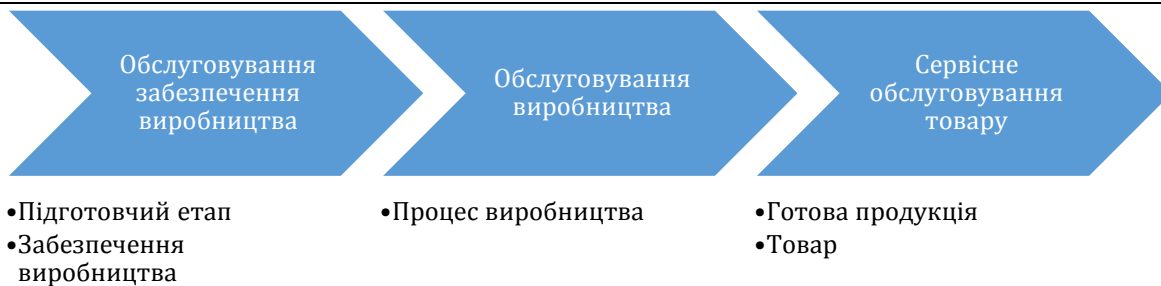 Обслуговування
забезпечення
виробництва
Обслуговування
виробництва
Сервісне
обслуговування
товару
•Підготовчий етап
•Забезпечення
виробництва
•Процес виробництва
•Готова продукція
•Товар